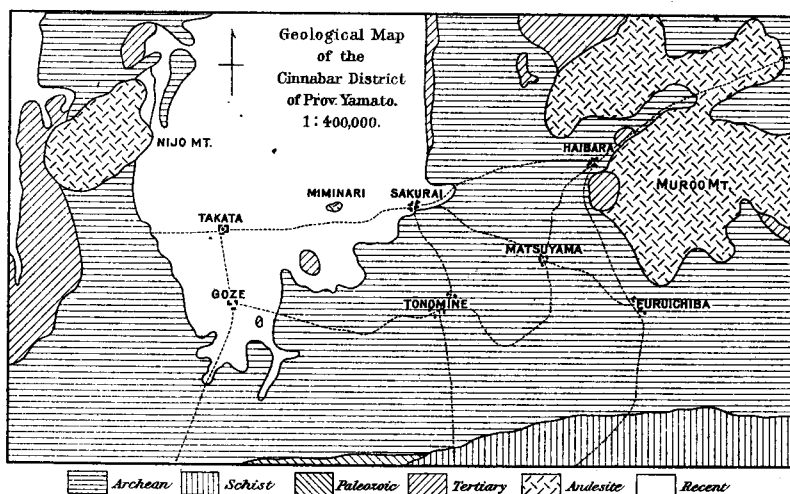 Geological Map
of the
Cinnabar District
of Prov. Yamato.
1:400,000.
NIJO MT.
HAIBARA
MUROO MT.
MIMINARI
SAKURAI
TAKATA
MATSUYAMA
GOZE
TONOMINE
FURUICHIBA
Archean
Schist
Paleozoic
Tertiary
Andesite
Recent